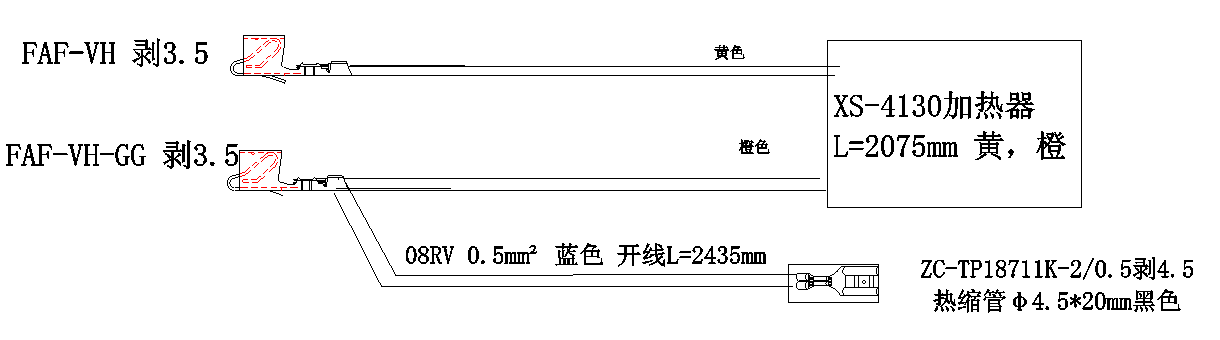 FAF-VH 剥3.5
黄色
XS-4130加热器
L=2075mm 黄，橙
FAF-VH-GG 剥3.5
橙色
08RV 0.5mm² 蓝色 开线L=2435mm
ZC-TP18711K-2/0.5剥4.5
热缩管φ4.5*20mm黑色